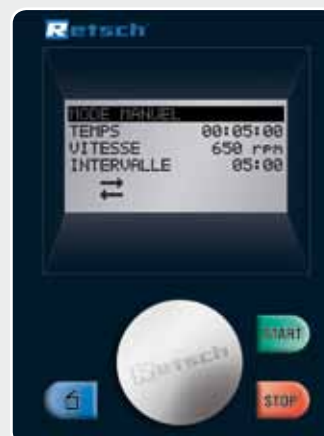 Retsch
MODE MANUEL
TEMPS 00:05:00
VITESSE 650 rpm
INTERVALLE 05:00
Retsch
START
STOP